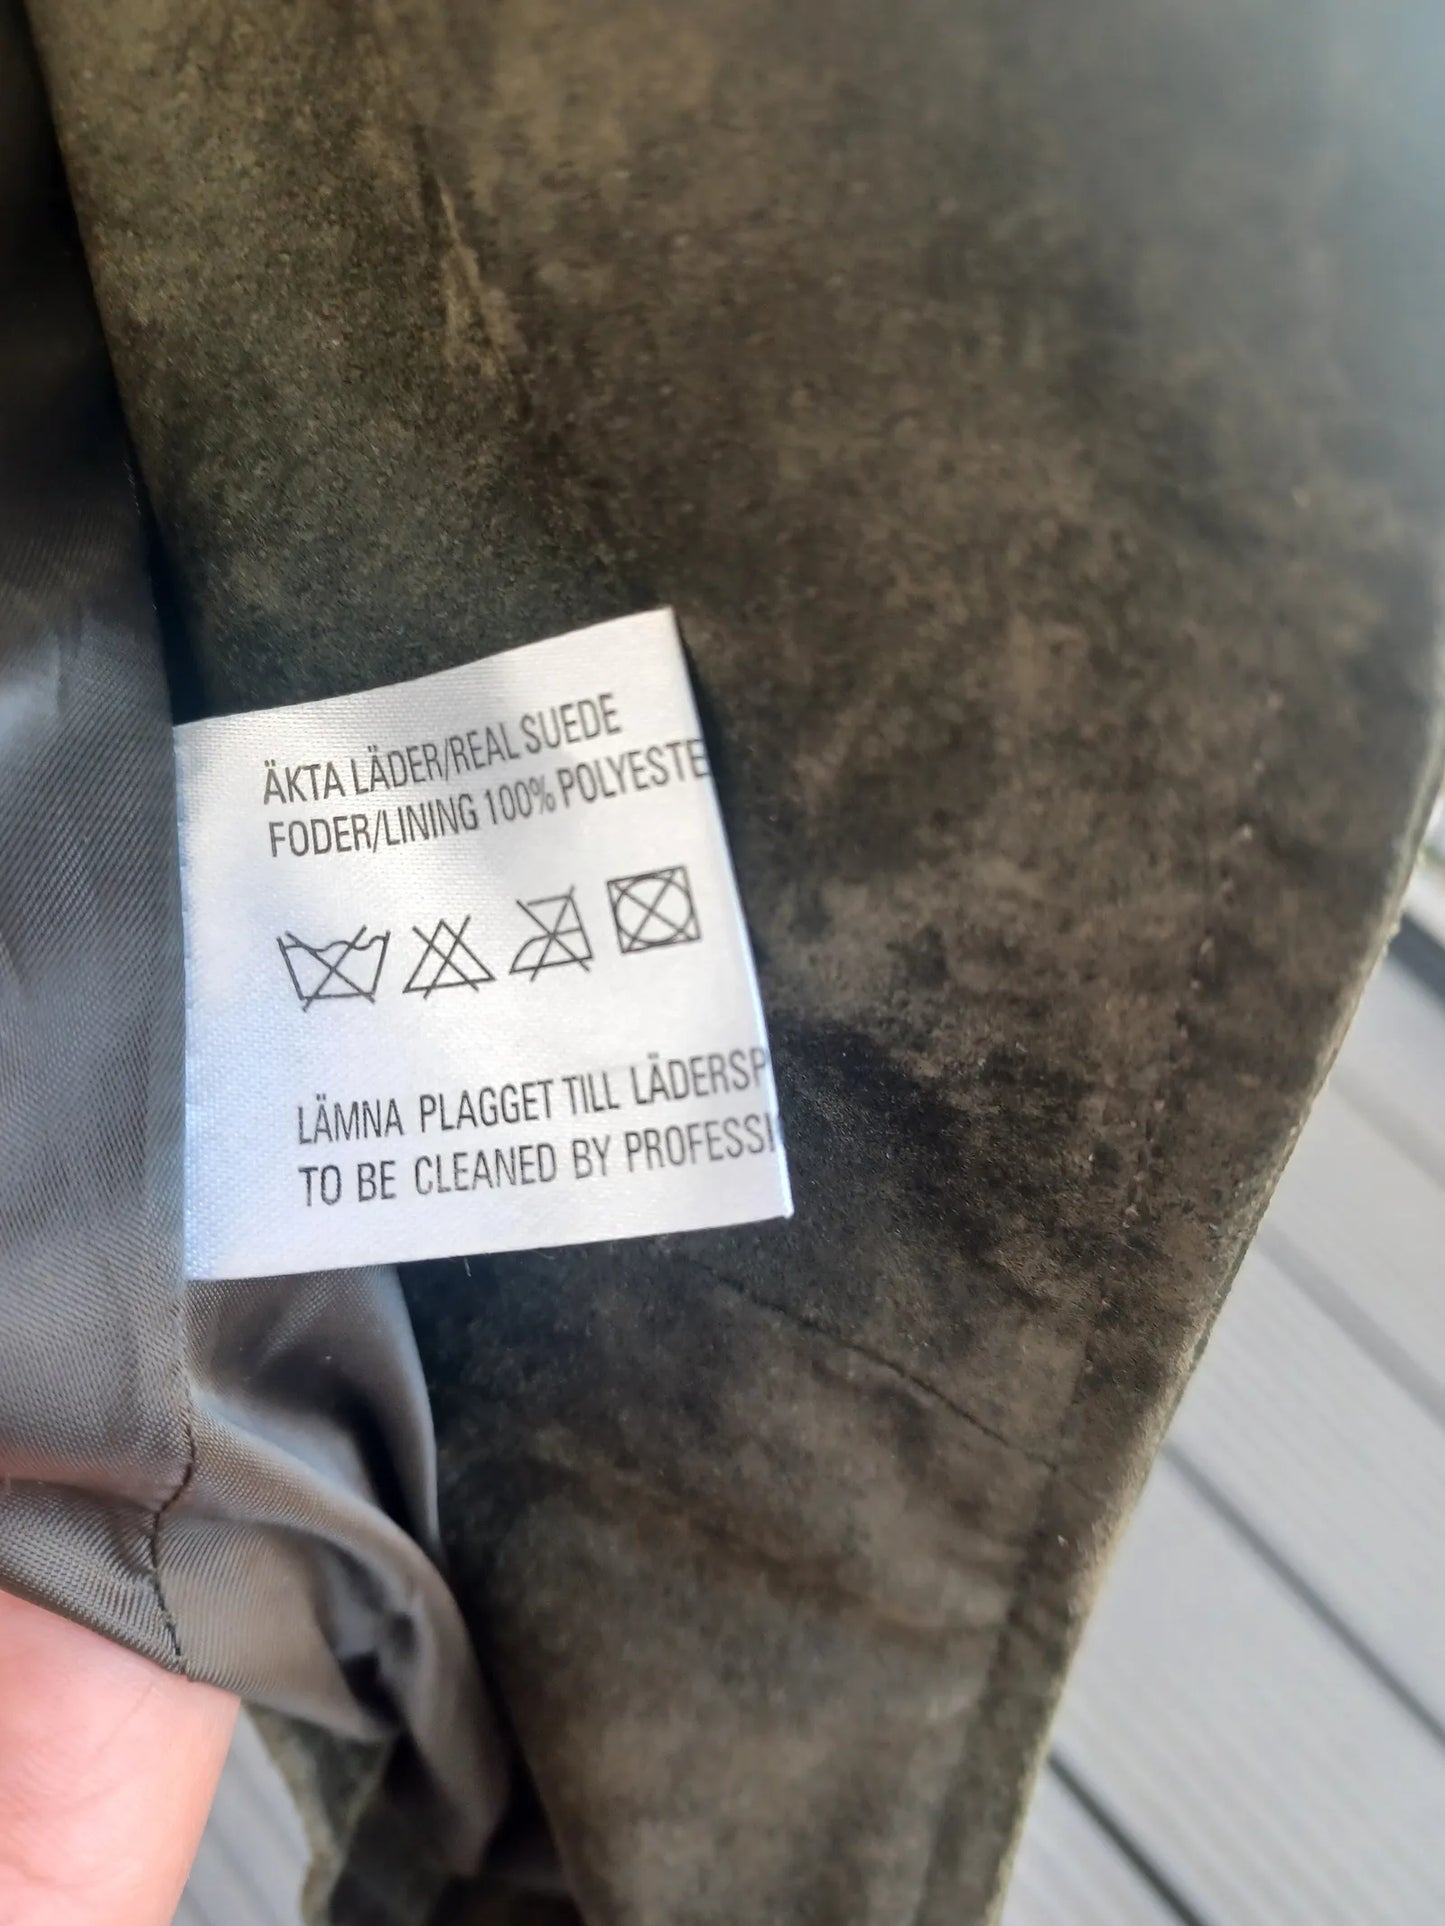 ÄKTA LÄDER/REAL SUEDE
FODER/LINING 100% POLYESTE
LÄMNA PLAGGET TILL LÄDERSP
TO BE CLEANED BY PROFESSI